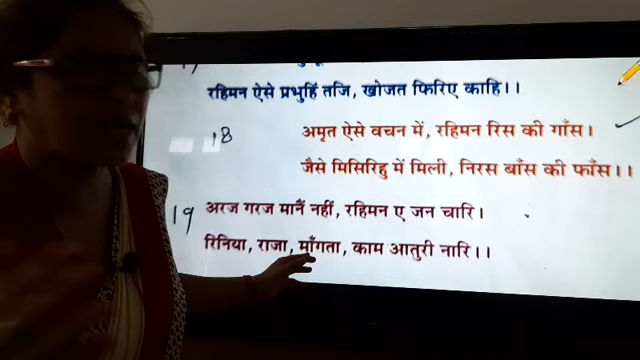 रहिमन ऐसे प्रभुहिं तजि, खोजत फिरिए काहि।।
18
अमृत ऐसे वचन में, रहिमन रिस की गाँस।
जैसे मिसिरिहु में मिली, निरस बाँस की फाँस।।
19
अरज गरज मानैं नहीं, रहिमन ए जन चारि।
रिनिया, राजा, माँगता, काम आतुरी नारि।।